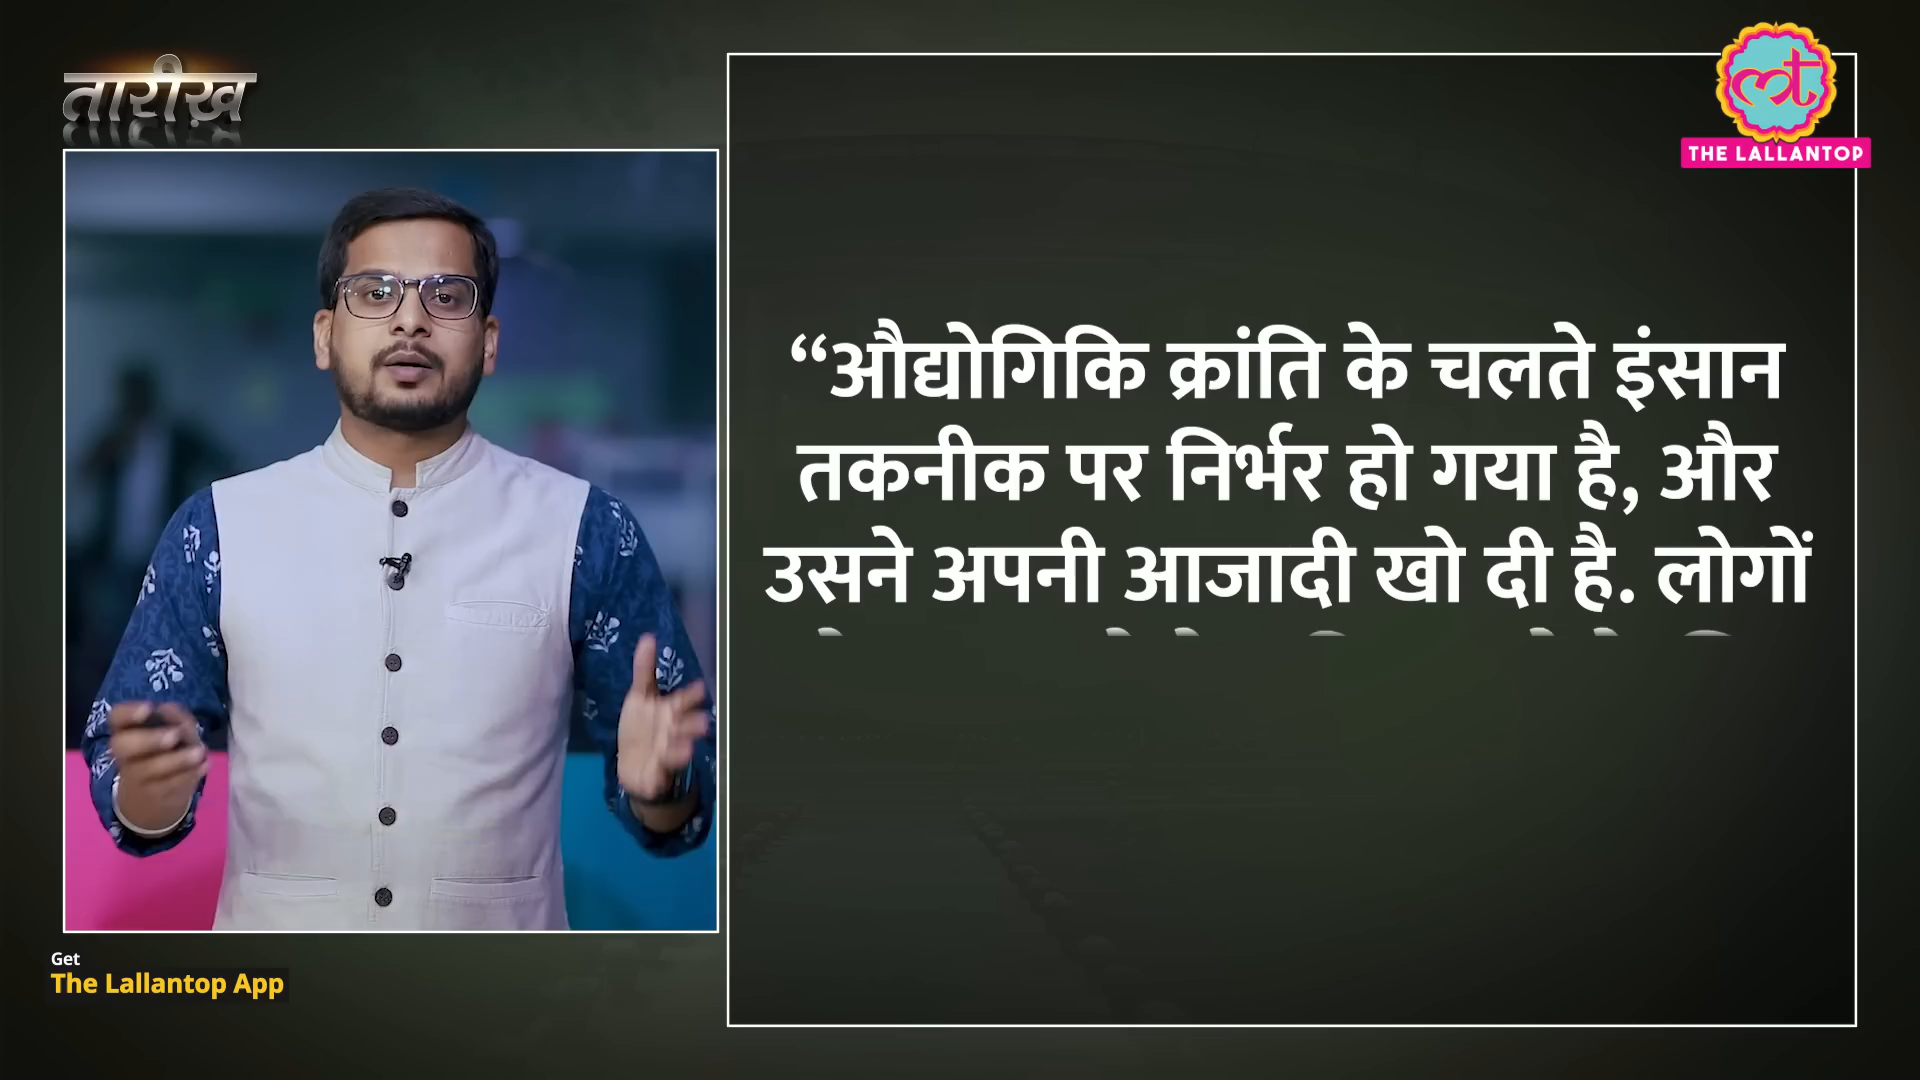 तारीख़
THE LALLANTOP
“औद्योगिकि क्रांति के चलते इंसान
तकनीक पर निर्भर हो गया है, और
उसने अपनी आजादी खो दी है. लोगों
Get
The Lallantop App